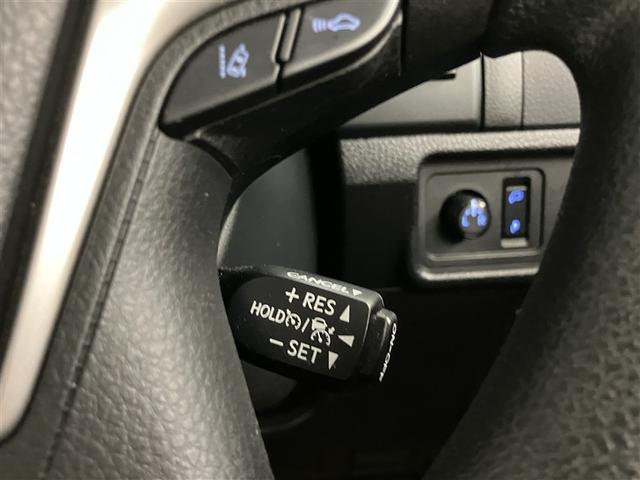 CANCEL
+ RES
HOLD /
− SET
ON•OFF